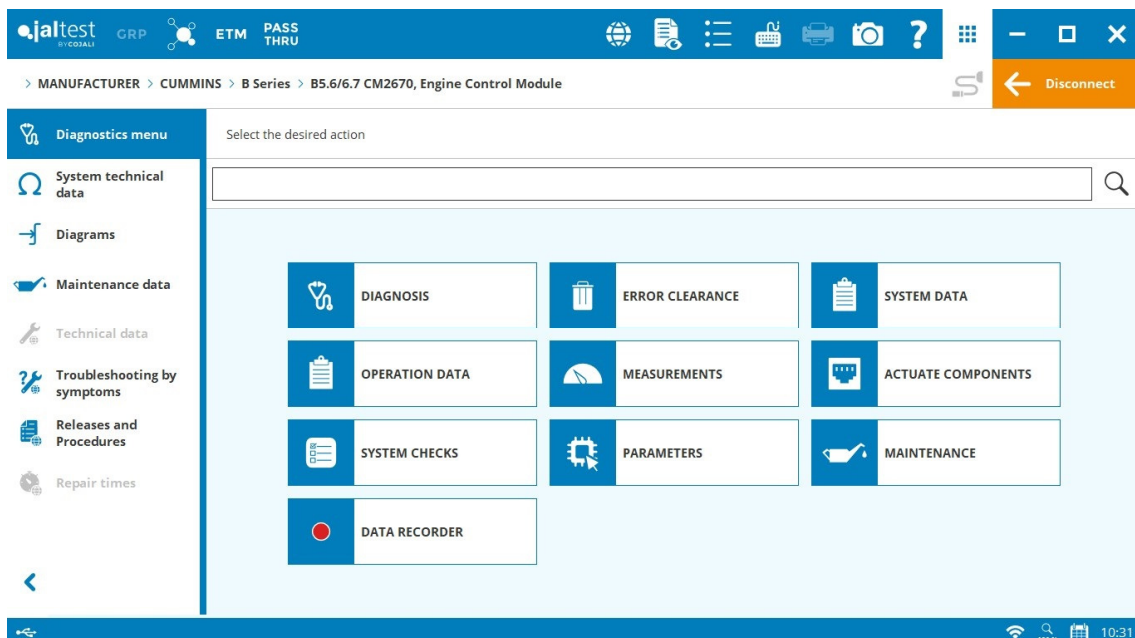 jaltest
BY COJALI
GRP
ETM
PASS
THRU
?
> MANUFACTURER > CUMMINS > B Series > B5.6/6.7 CM2670, Engine Control Module
Disconnect
Diagnostics menu
Select the desired action
System technical
data
Diagrams
Maintenance data
Technical data
Troubleshooting by
symptoms
Releases and
Procedures
Repair times
DIAGNOSIS
ERROR CLEARANCE
SYSTEM DATA
OPERATION DATA
MEASUREMENTS
ACTUATE COMPONENTS
SYSTEM CHECKS
PARAMETERS
MAINTENANCE
DATA RECORDER
10:31